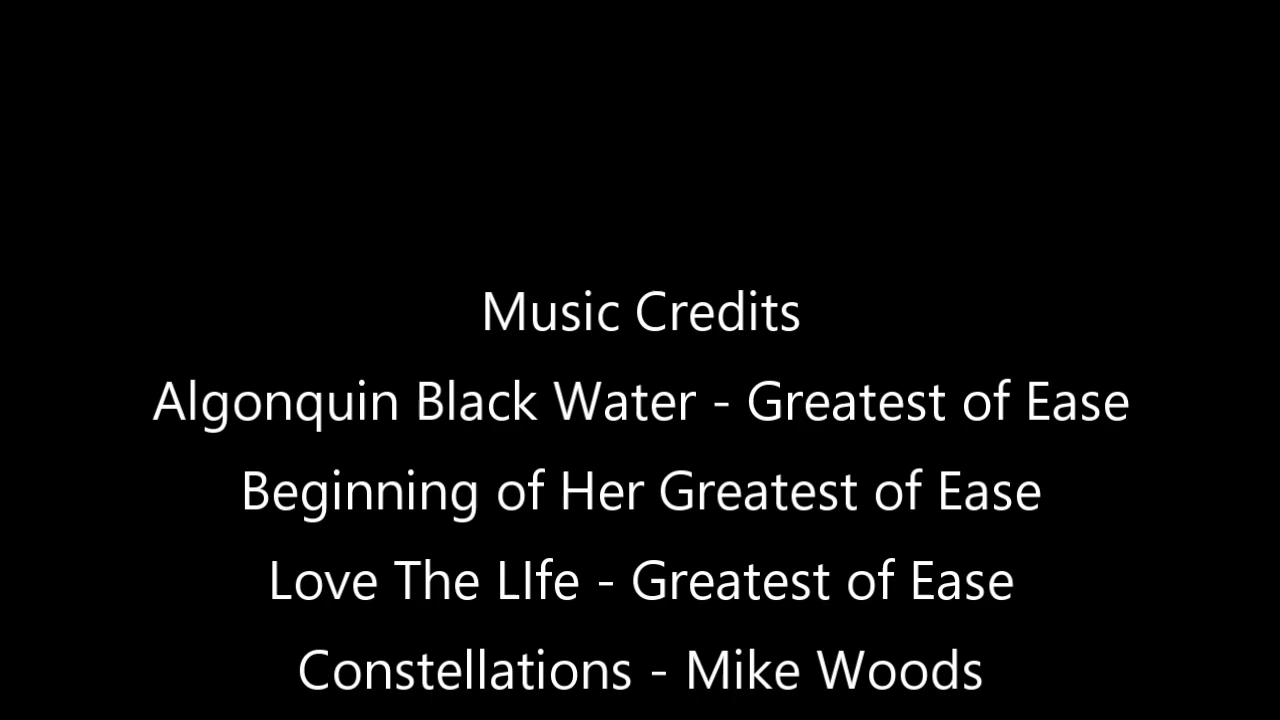 Music Credits
Algonquin Black Water - Greatest of Ease
Beginning of Her Greatest of Ease
Love The LIfe - Greatest of Ease
Constellations - Mike Woods